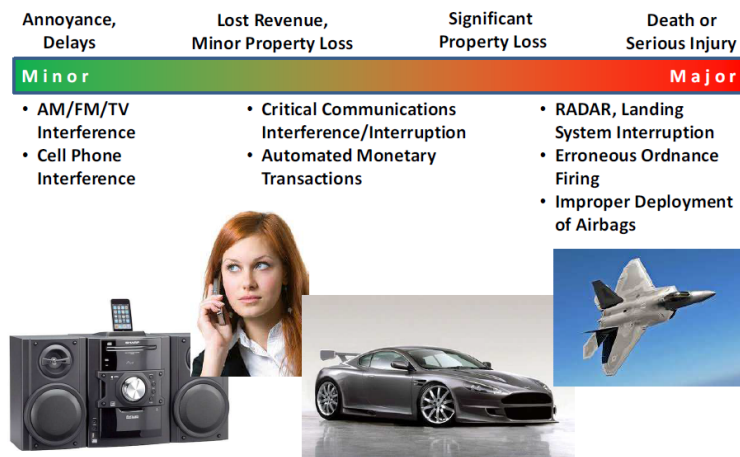 Annoyance,
Delays
Lost Revenue,
Minor Property Loss
Significant
Property Loss
Death or
Serious Injury
Minor
Major
• AM/FM/TV
Interference
• Cell Phone
Interference
• Critical Communications
Interference/Interruption
• Automated Monetary
Transactions
• RADAR, Landing
System Interruption
• Erroneous Ordnance
Firing
• Improper Deployment
of Airbags